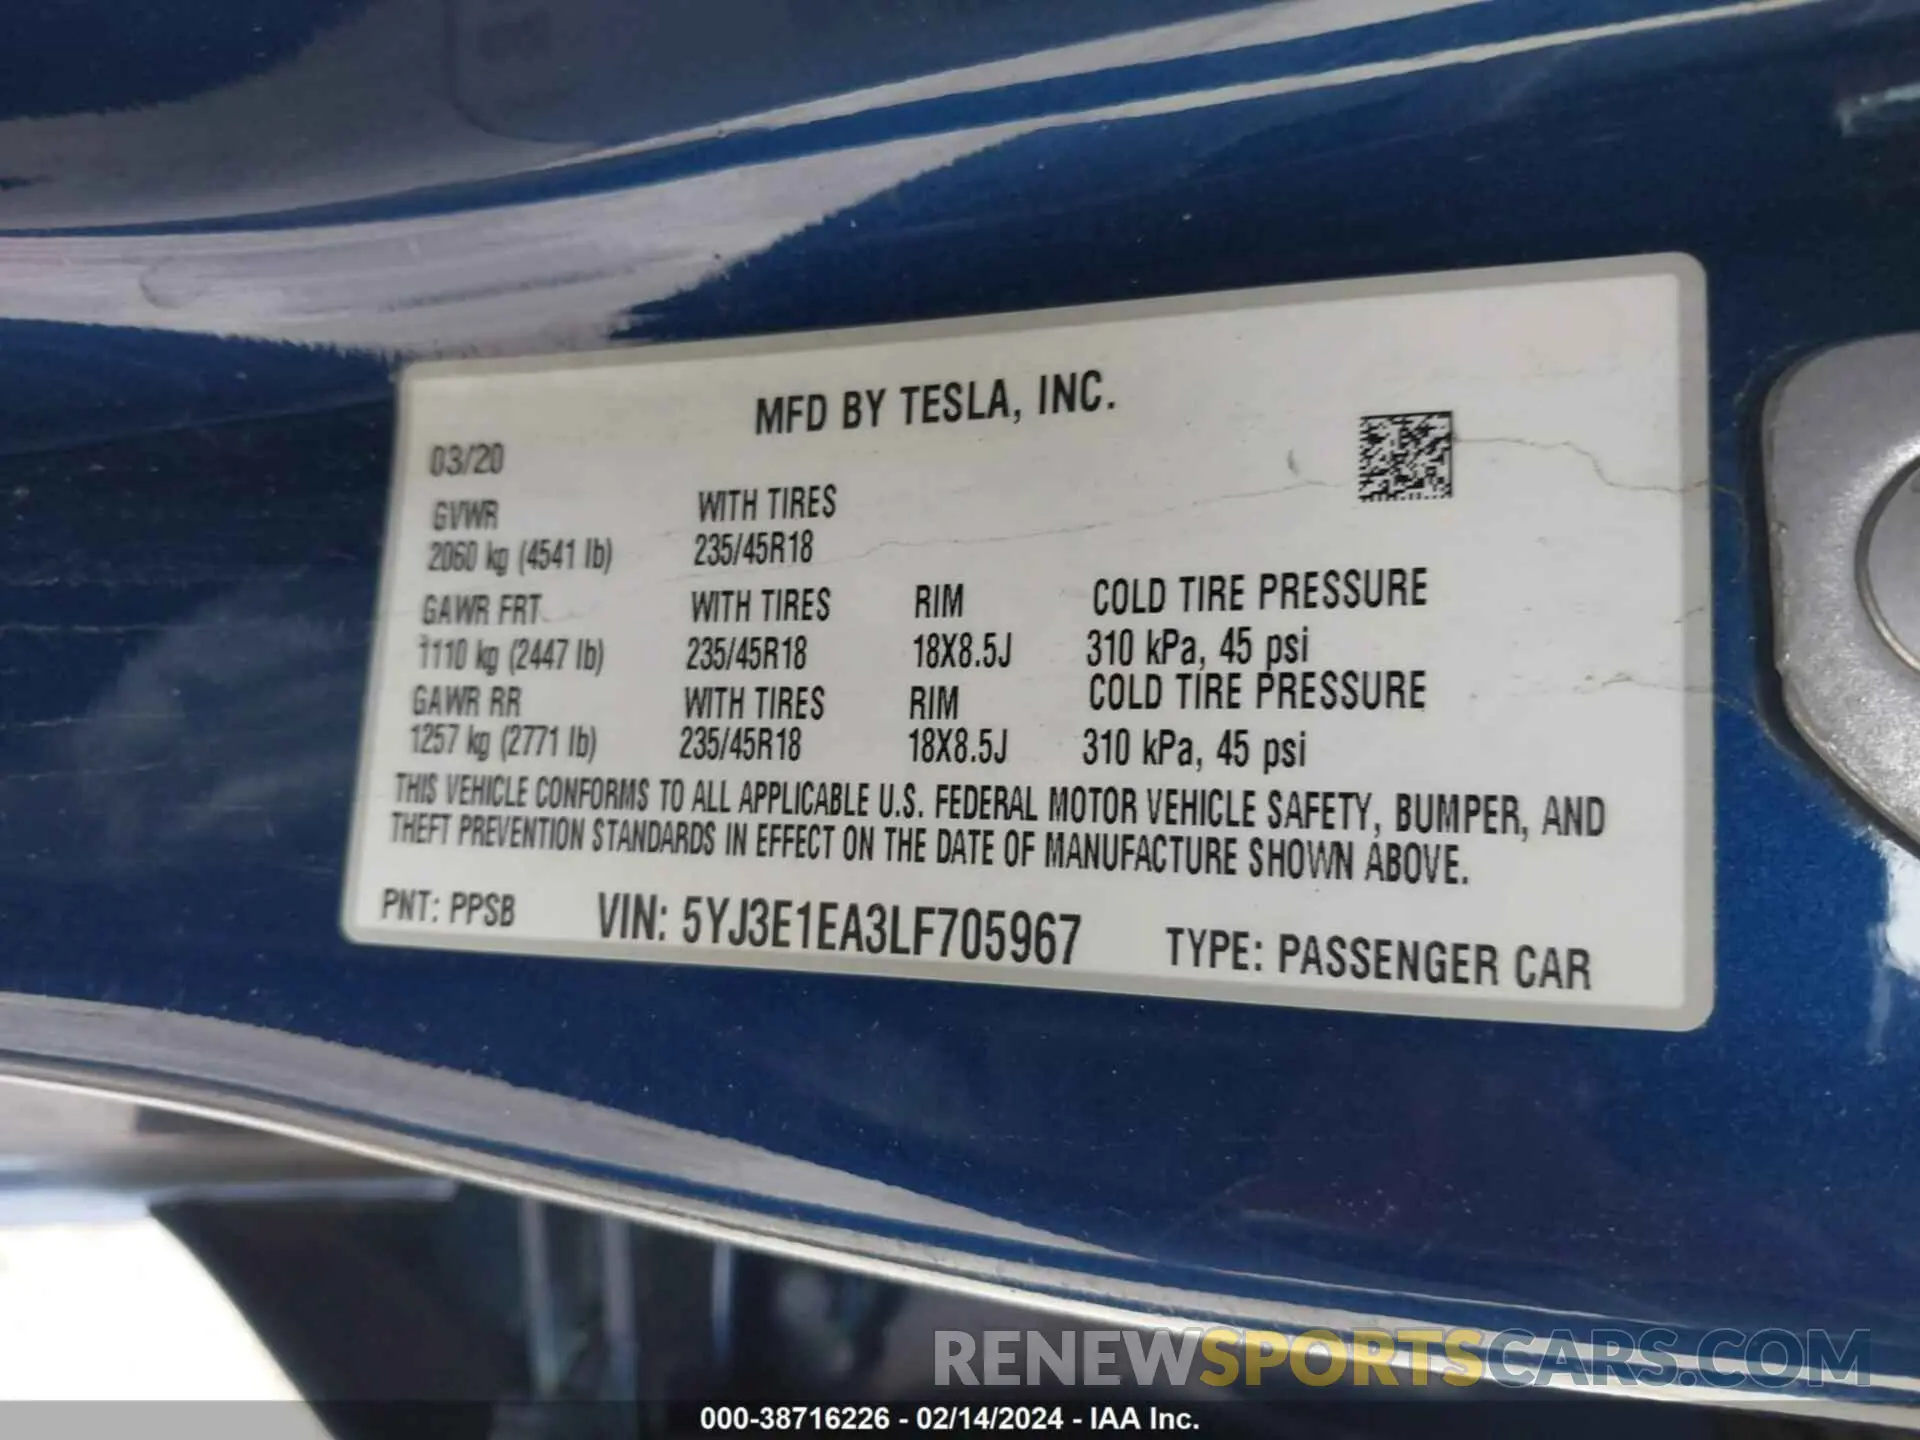 MFD BY TESLA, INC.
03/20
GVWR WITH TIRES
2060 kg (4541 lb) 235/45R18
GAWR FRT WITH TIRES RIM COLD TIRE PRESSURE
1110 kg (2447 lb) 235/45R18 18X8.5J 310 kPa, 45 psi
GAWR RR WITH TIRES RIM COLD TIRE PRESSURE
1257 kg (2771 lb) 235/45R18 18X8.5J 310 kPa, 45 psi
THIS VEHICLE CONFORMS TO ALL APPLICABLE U.S. FEDERAL MOTOR VEHICLE SAFETY, BUMPER, AND
THEFT PREVENTION STANDARDS IN EFFECT ON THE DATE OF MANUFACTURE SHOWN ABOVE.
PNT: PPSB VIN: 5YJ3E1EA3LF705967 TYPE: PASSENGER CAR
RENEWSPORTSCARS.COM
000-38716226 - 02/14/2024 - IAA Inc.